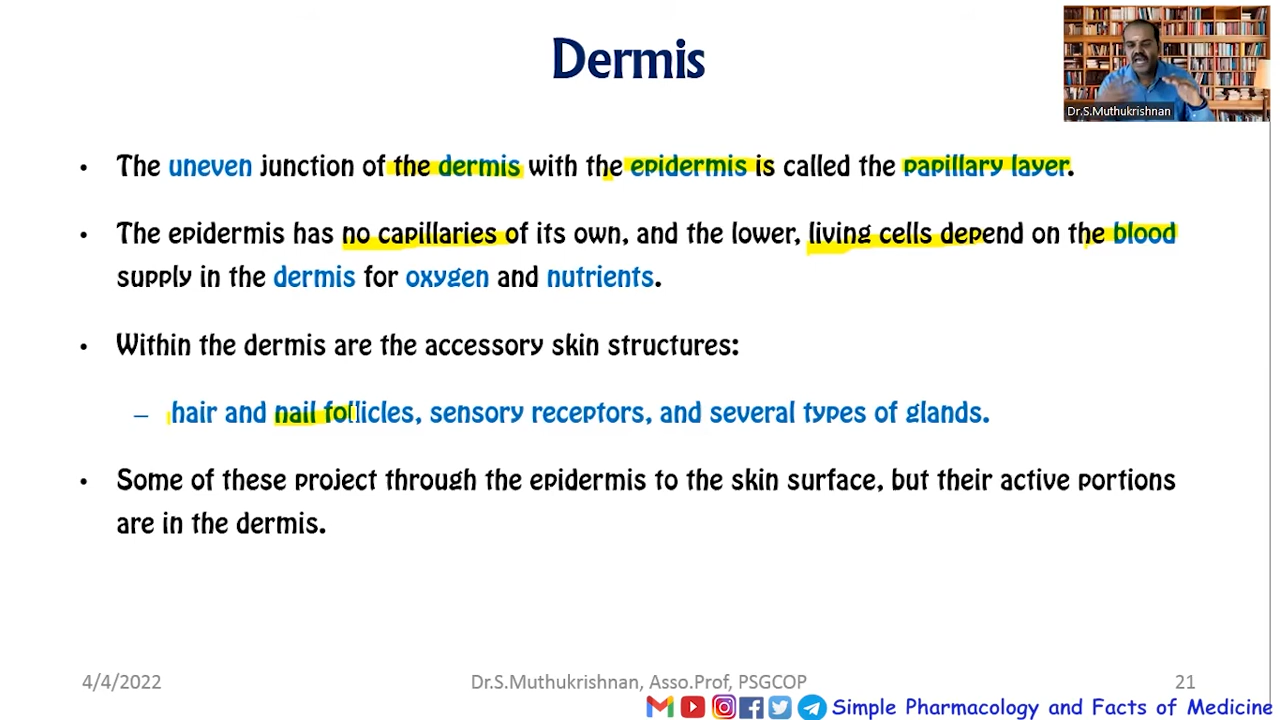 Dermis
Dr.S.Muthukrishnan
• The uneven junction of the dermis with the epidermis is called the papillary layer.
• The epidermis has no capillaries of its own, and the lower, living cells depend on the blood
supply in the dermis for oxygen and nutrients.
• Within the dermis are the accessory skin structures:
– hair and nail follicles, sensory receptors, and several types of glands.
• Some of these project through the epidermis to the skin surface, but their active portions
are in the dermis.
4/4/2022
Dr.S.Muthukrishnan, Asso.Prof, PSGCOP
21
Simple Pharmacology and Facts of Medicine